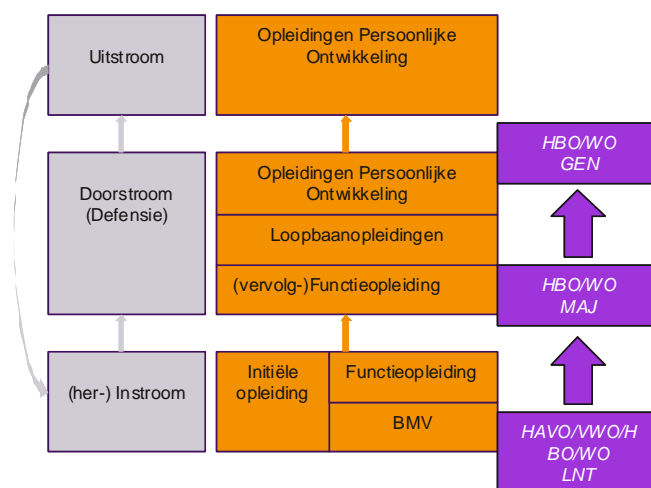 Uitstroom
Opleidingen Persoonlijke
Ontwikkeling
HBO/WO
GEN
Doorstroom
(Defensie)
Opleidingen Persoonlijke
Ontwikkeling
Loopbaanopleidingen
(vervolg-)Functieopleiding
HBO/WO
MAJ
(her-) Instroom
Initiële
opleiding
Functieopleiding
BMV
HAVO/VWO/H
BO/WO
LNT